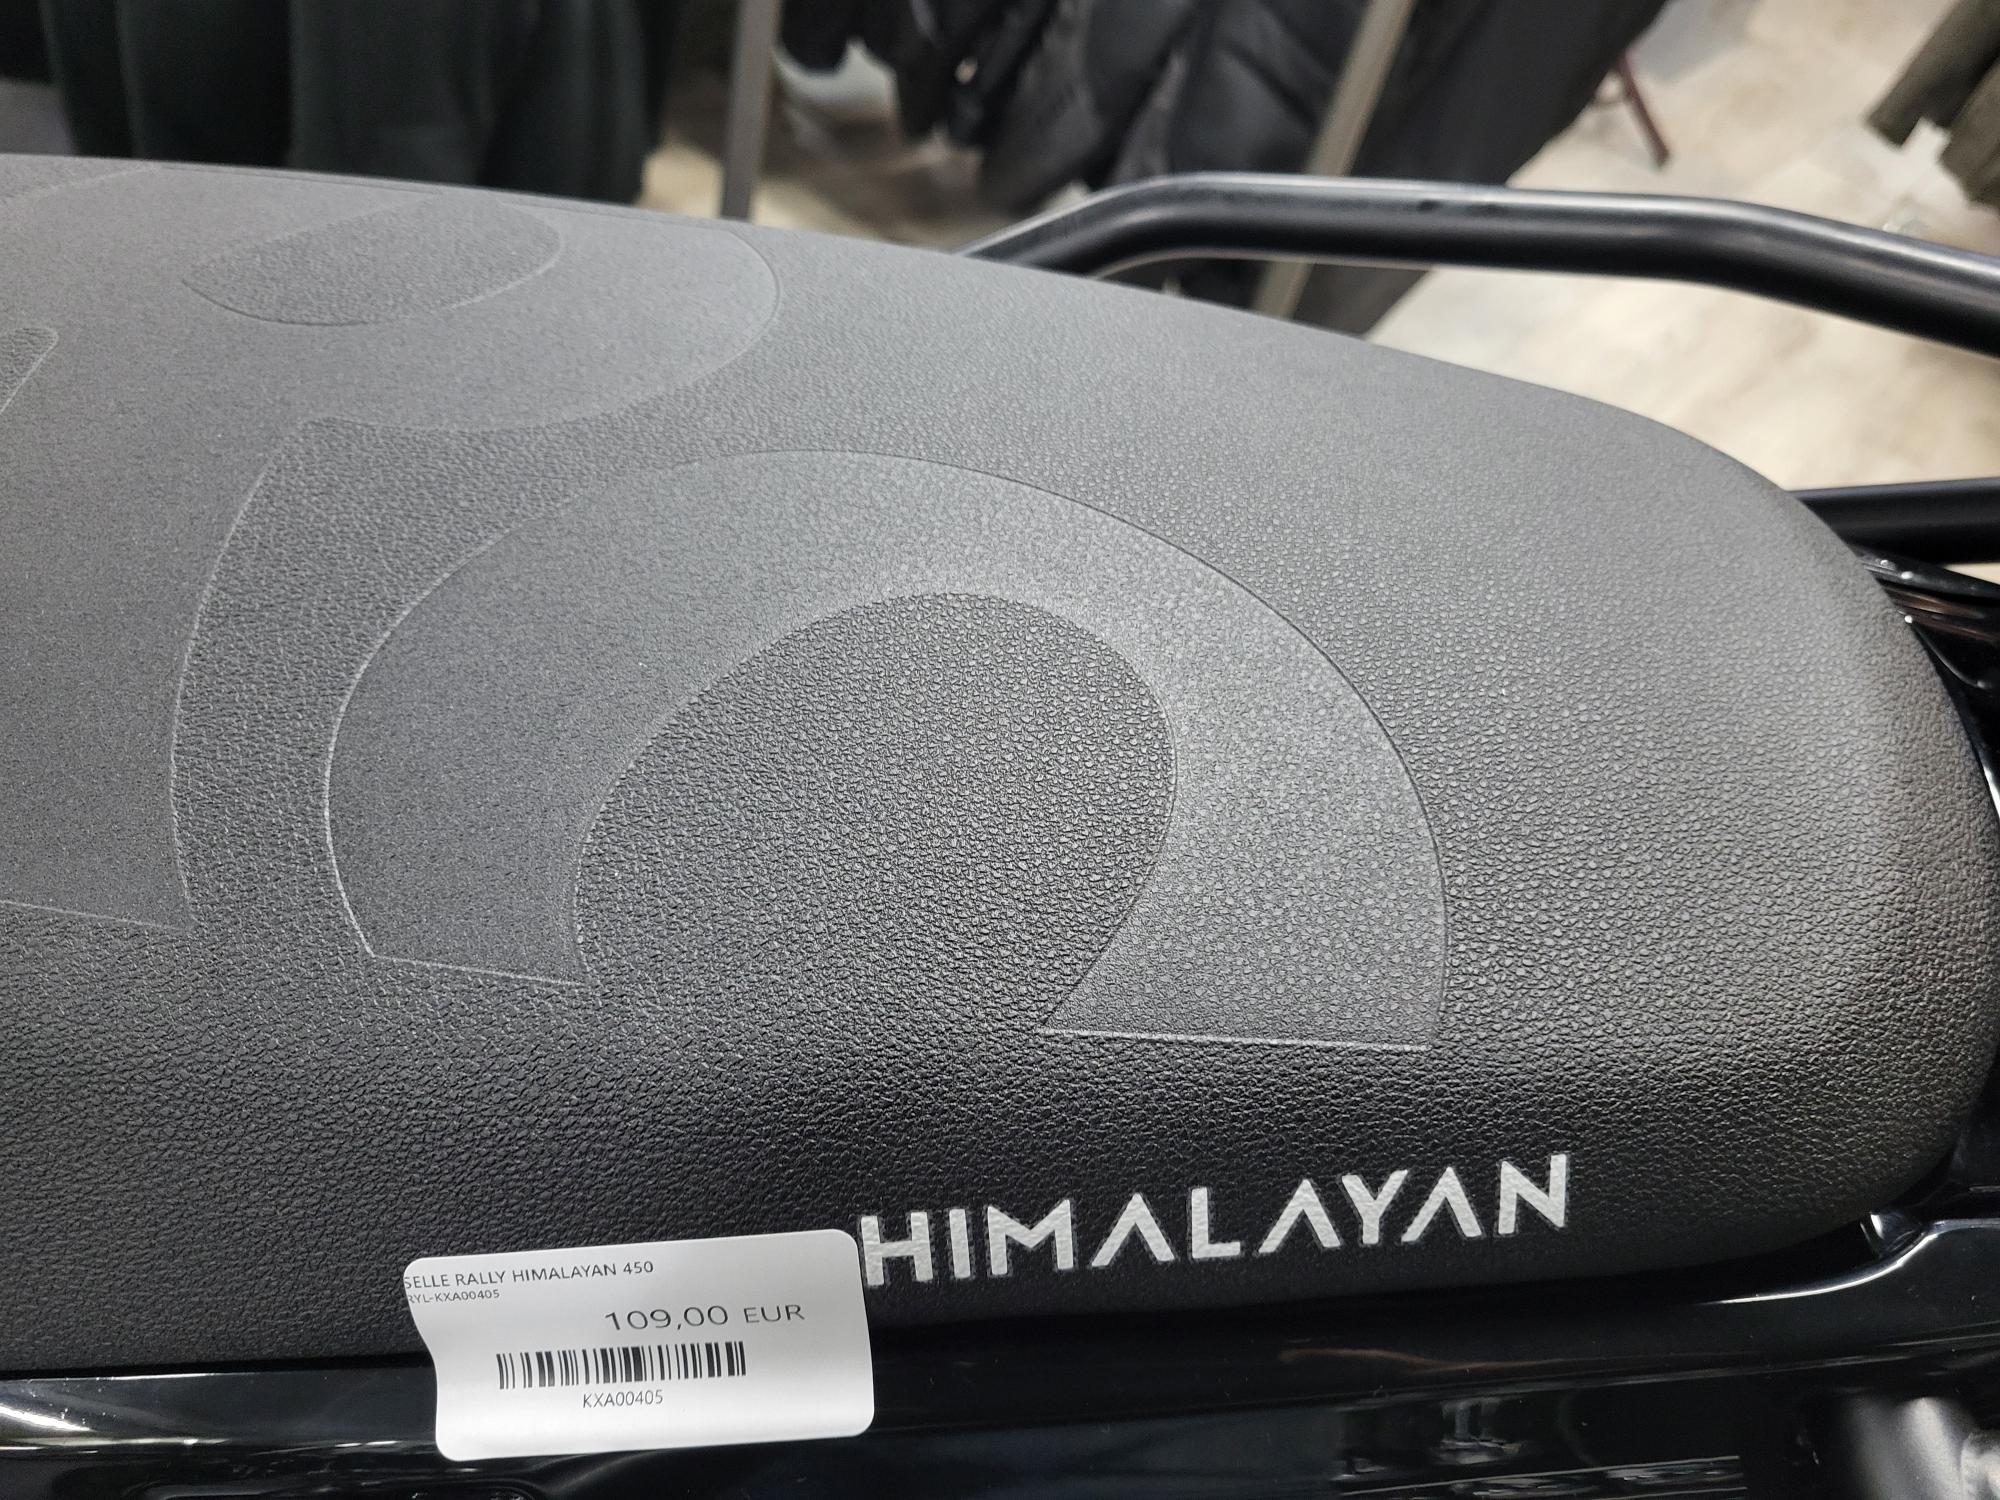 HIMALAYAN
SELLE RALLY HIMALAYAN 450
RYL-KXA00405
109,00 EUR
KXA00405